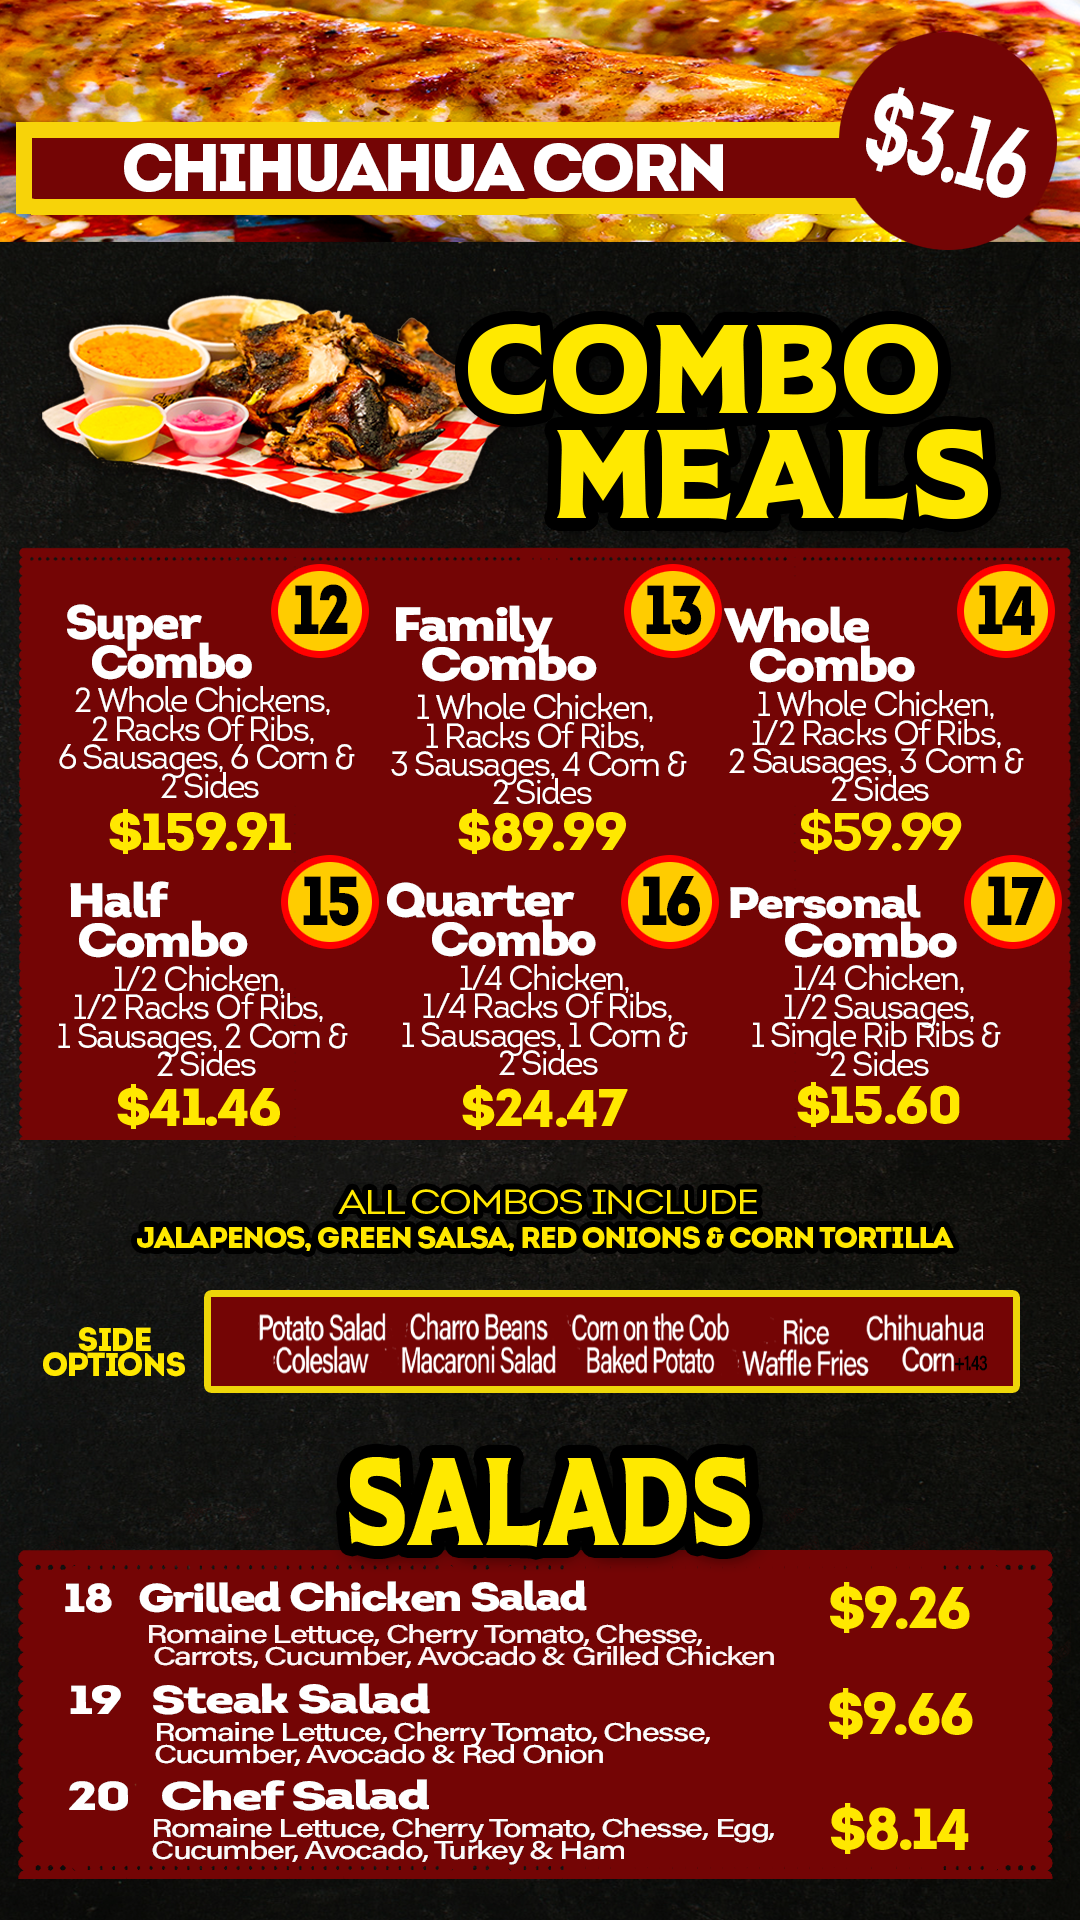 $3.16
CHIHUAHUA CORN
COMBO
MEALS
12
Super
Combo
2 Whole Chickens,
2 Racks Of Ribs,
6 Sausages, 6 Corn &
2 Sides
$159.91
13
Family
Combo
1 Whole Chicken,
1 Racks Of Ribs,
3 Sausages, 4 Corn &
2 Sides
$89.99
14
Whole
Combo
1 Whole Chicken,
1/2 Racks Of Ribs,
2 Sausages, 3 Corn &
2 Sides
$59.99
15
Half
Combo
1/2 Chicken,
1/2 Racks Of Ribs,
1 Sausages, 2 Corn &
2 Sides
$41.46
16
Quarter
Combo
1/4 Chicken,
1/4 Racks Of Ribs,
1 Sausages, 1 Corn &
2 Sides
$24.47
17
Personal
Combo
1/4 Chicken,
1/2 Sausages,
1 Single Rib Ribs &
2 Sides
$15.60
ALL COMBOS INCLUDE
JALAPENOS, GREEN SALSA, RED ONIONS & CORN TORTILLA
SIDE
OPTIONS
Potato Salad Charro Beans Corn on the Cob Rice Chihuahua
Coleslaw Macaroni Salad Baked Potato Waffle Fries Corn +1.43
SALADS
18 Grilled Chicken Salad $9.26
Romaine Lettuce, Cherry Tomato, Chesse,
Carrots, Cucumber, Avocado & Grilled Chicken
19 Steak Salad $9.66
Romaine Lettuce, Cherry Tomato, Chesse,
Cucumber, Avocado & Red Onion
20 Chef Salad $8.14
Romaine Lettuce, Cherry Tomato, Chesse, Egg,
Cucumber, Avocado, Turkey & Ham